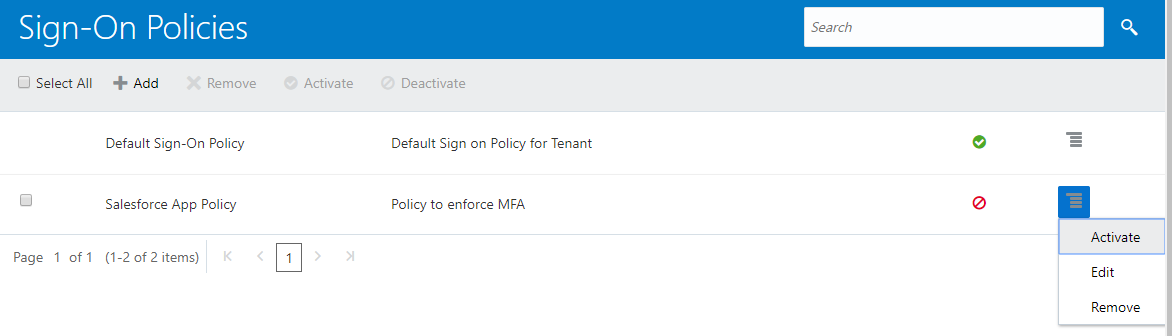 Sign-On Policies
Search
Select All Add Remove Activate Deactivate
Default Sign-On Policy Default Sign on Policy for Tenant
Salesforce App Policy Policy to enforce MFA
Activate
Edit
Remove
Page 1 of 1 (1-2 of 2 items) 1